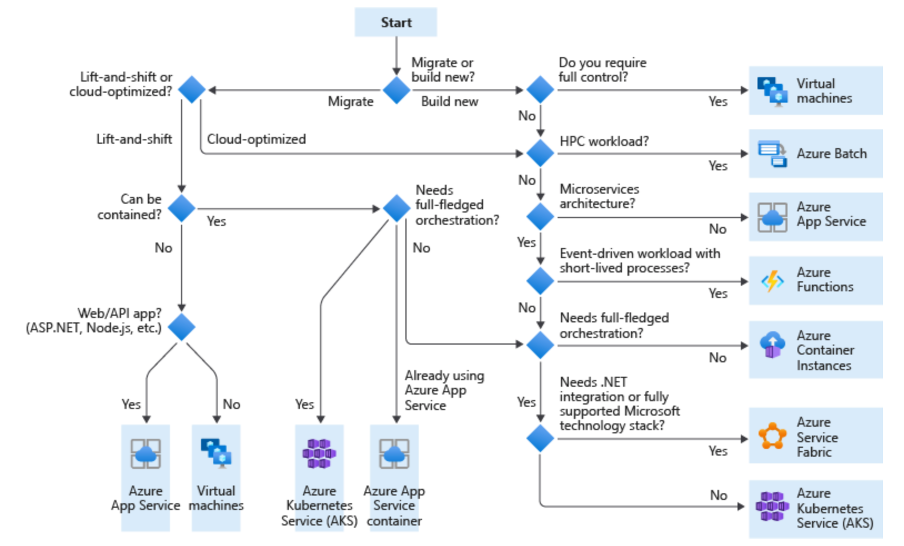 Start
Migrate or
build new?
Migrate
Build new
Lift-and-shift or
cloud-optimized?
Lift-and-shift
Cloud-optimized
Do you require
full control?
Yes
No
Virtual
machines
HPC workload?
Yes
No
Azure Batch
Microservices
architecture?
No
Yes
Azure
App Service
Can be
contained?
Yes
No
Needs
full-fledged
orchestration?
No
Event-driven workload with
short-lived processes?
Yes
No
Azure
Functions
Web/API app?
(ASP.NET, Node.js, etc.)
Needs full-fledged
orchestration?
No
Yes
Azure
Container
Instances
Already using
Azure App
Service
Yes
No
Yes
Needs .NET
integration or fully
supported Microsoft
technology stack?
Yes
No
Azure
Service
Fabric
Azure
App Service
Virtual
machines
Azure
Kubernetes
Service (AKS)
Azure App
Service
container
Azure
Kubernetes
Service (AKS)